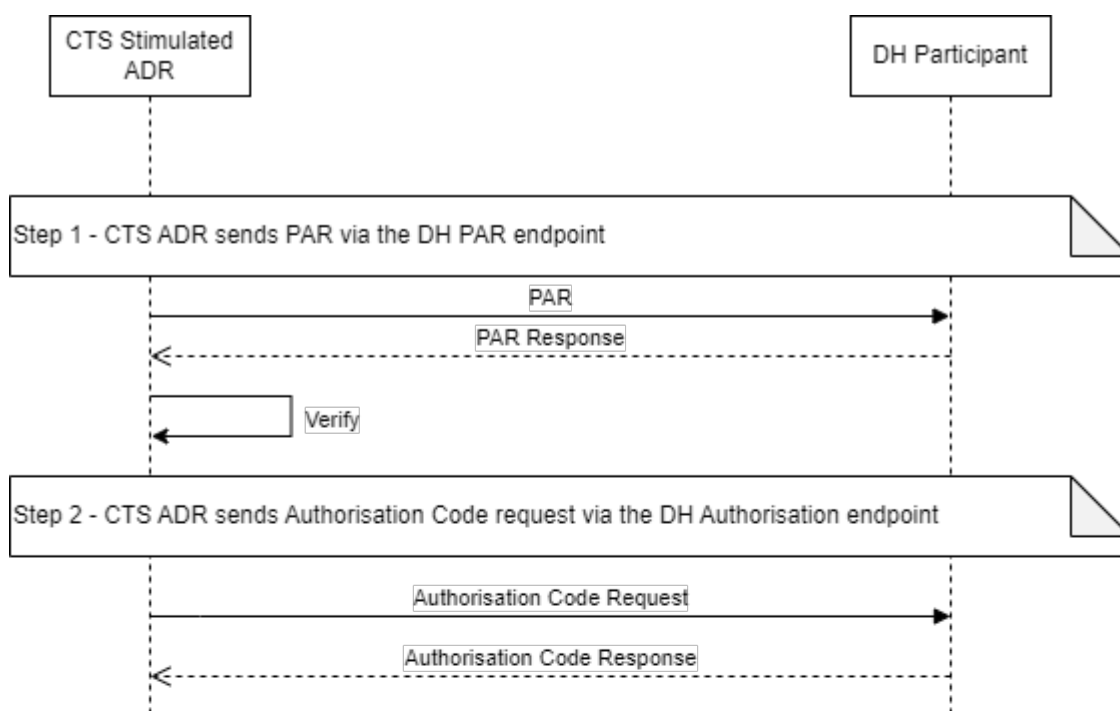 CTS Stimulated
ADR
DH Participant
Step 1 - CTS ADR sends PAR via the DH PAR endpoint
PAR
PAR Response
Verify
Step 2 - CTS ADR sends Authorisation Code request via the DH Authorisation endpoint
Authorisation Code Request
Authorisation Code Response